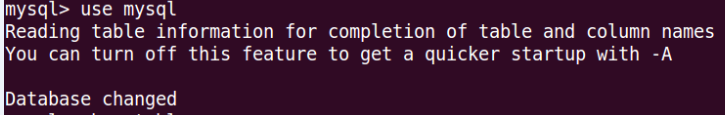 mysql> use mysql
Reading table information for completion of table and column names
You can turn off this feature to get a quicker startup with -A
Database changed